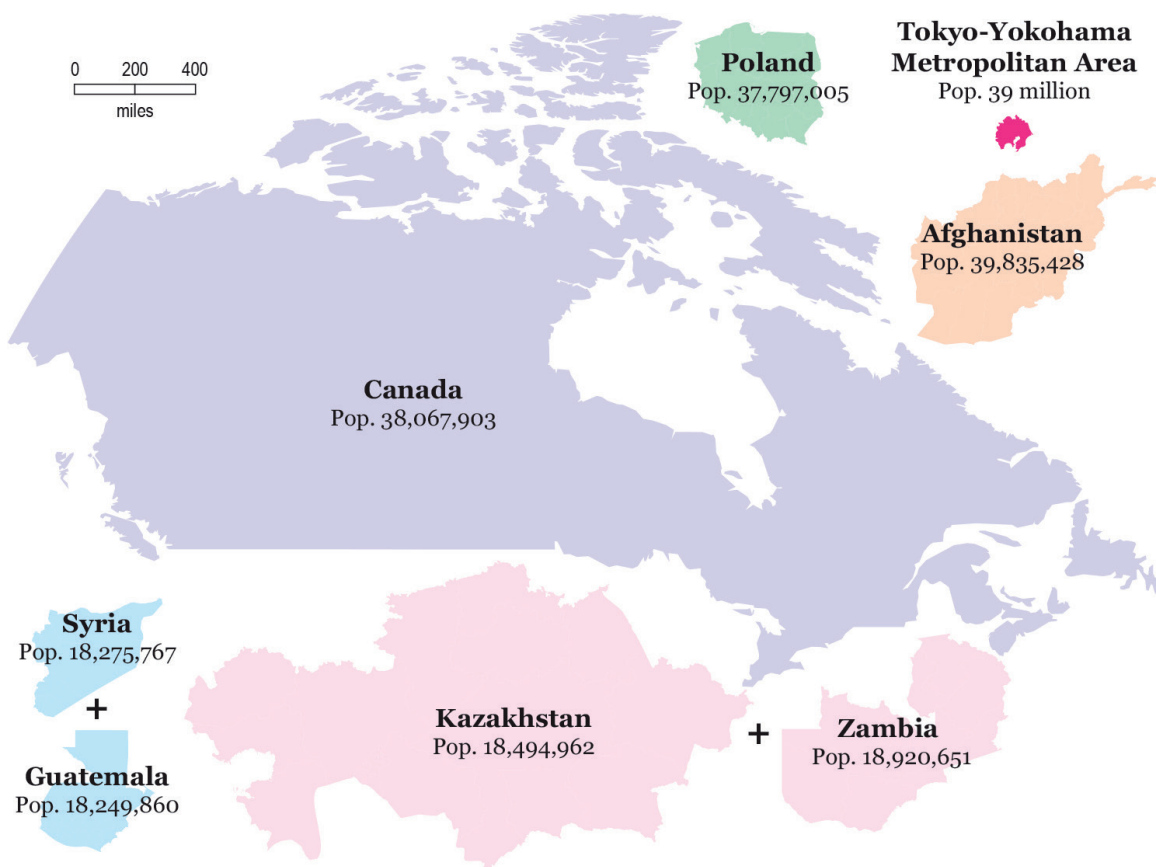 0 200 400
miles
Poland
Pop. 37,797,005
Tokyo-Yokohama
Metropolitan Area
Pop. 39 million
Afghanistan
Pop. 39,835,428
Canada
Pop. 38,067,903
Syria
Pop. 18,275,767
+
Guatemala
Pop. 18,249,860
Kazakhstan
Pop. 18,494,962
+
Zambia
Pop. 18,920,651